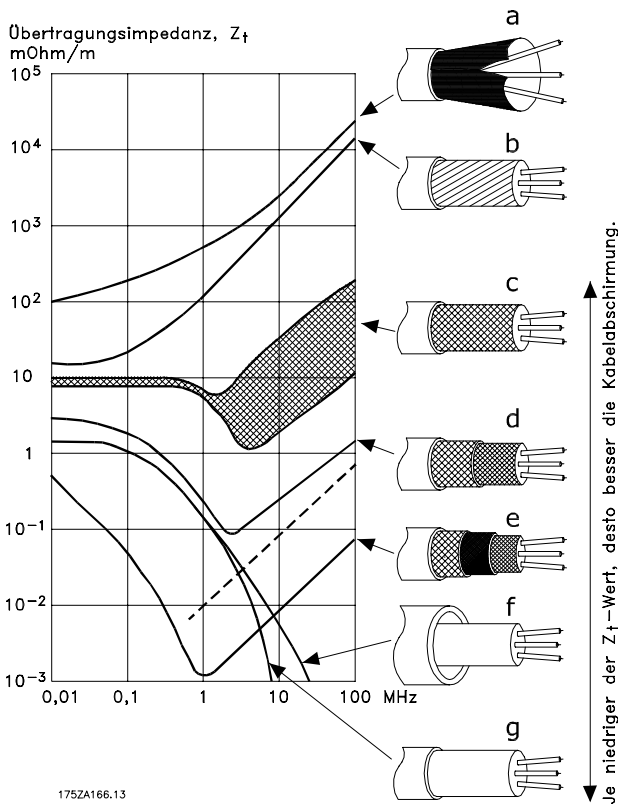 Übertragungsimpedanz, Zt
mOhm/m
10⁵
10⁴
10³
10²
10
1
10⁻¹
10⁻²
10⁻³
0,01 0,1 1 10 100 MHz
a
b
c
d
e
f
g
Je niedriger der Zt-Wert, desto besser die Kabelabschirmung.
175ZA166.13